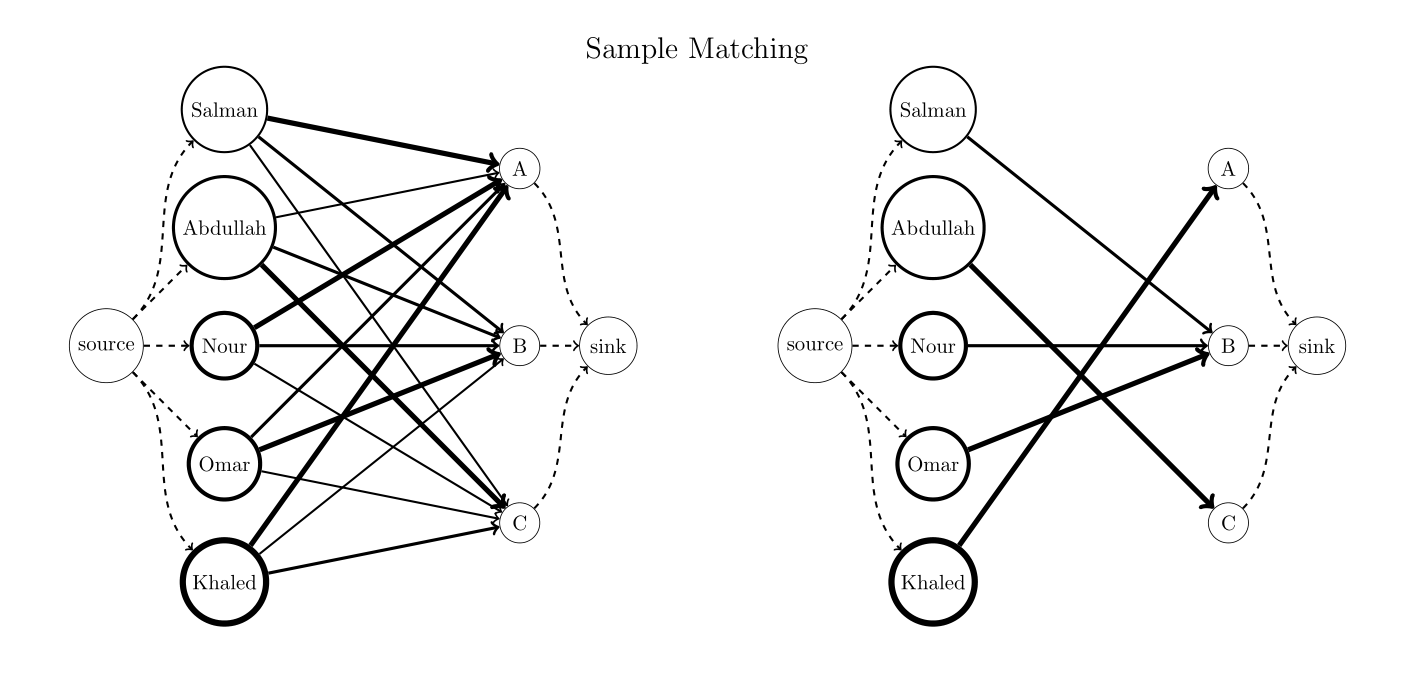 Sample Matching
Salman
A
Abdullah
source
Nour
B
sink
Omar
C
Khaled
Salman
A
Abdullah
source
Nour
B
sink
Omar
C
Khaled